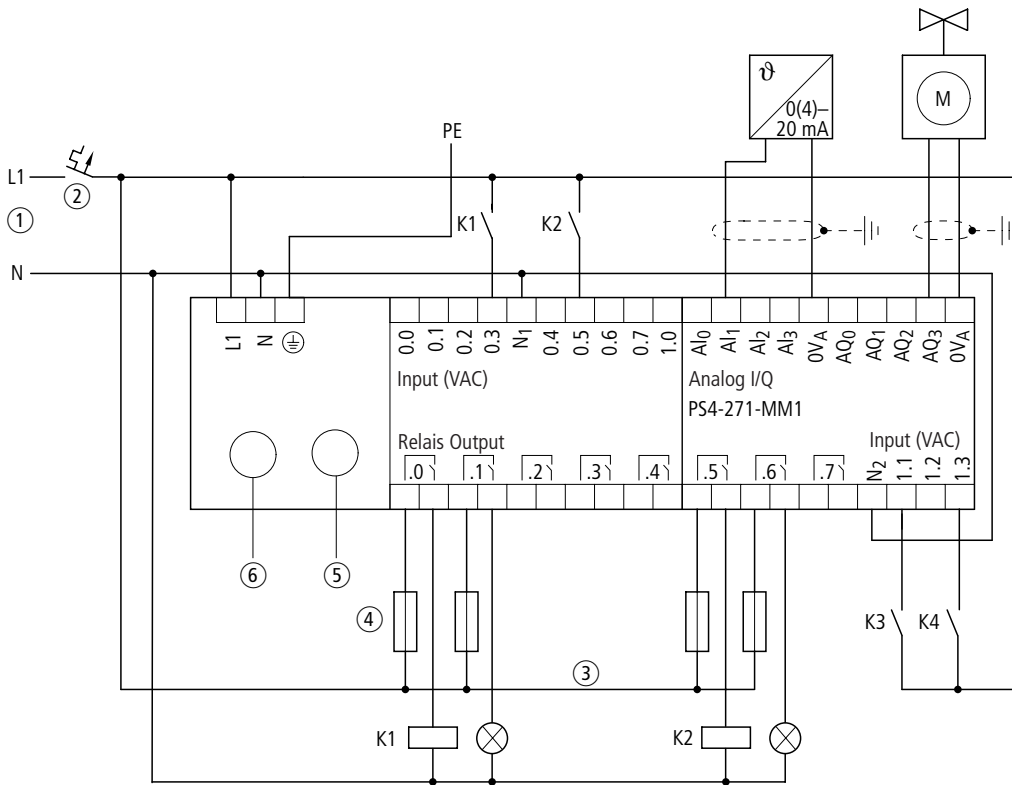 ϑ
0(4)–
20 mA
M
PE
L1
②
①
K1
K2
N
L1
N
0.0
0.1
0.2
0.3
N1
0.4
0.5
0.6
0.7
1.0
AI0
AI1
AI2
AI3
0VA
AQ0
AQ1
AQ2
AQ3
0VA
Input (VAC)
Analog I/Q
PS4-271-MM1
Relais Output
Input (VAC)
.0
.1
.2
.3
.4
.5
.6
.7
N2
1.1
1.2
1.3
⑥
⑤
④
K3
K4
③
K1
K2